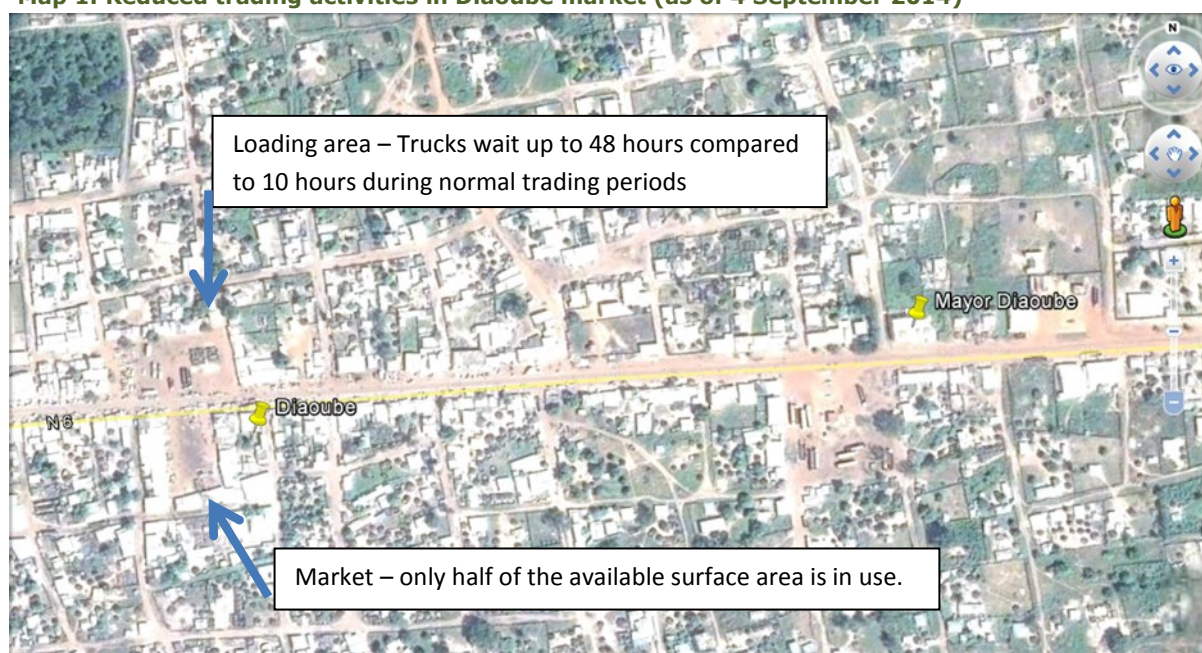 Map 1: Reduced trading activities in Diaoube market (as of 4 September 2014)
N
Loading area – Trucks wait up to 48 hours compared
to 10 hours during normal trading periods
Mayor Diaoube
Diaoube
N6
Market – only half of the available surface area is in use.